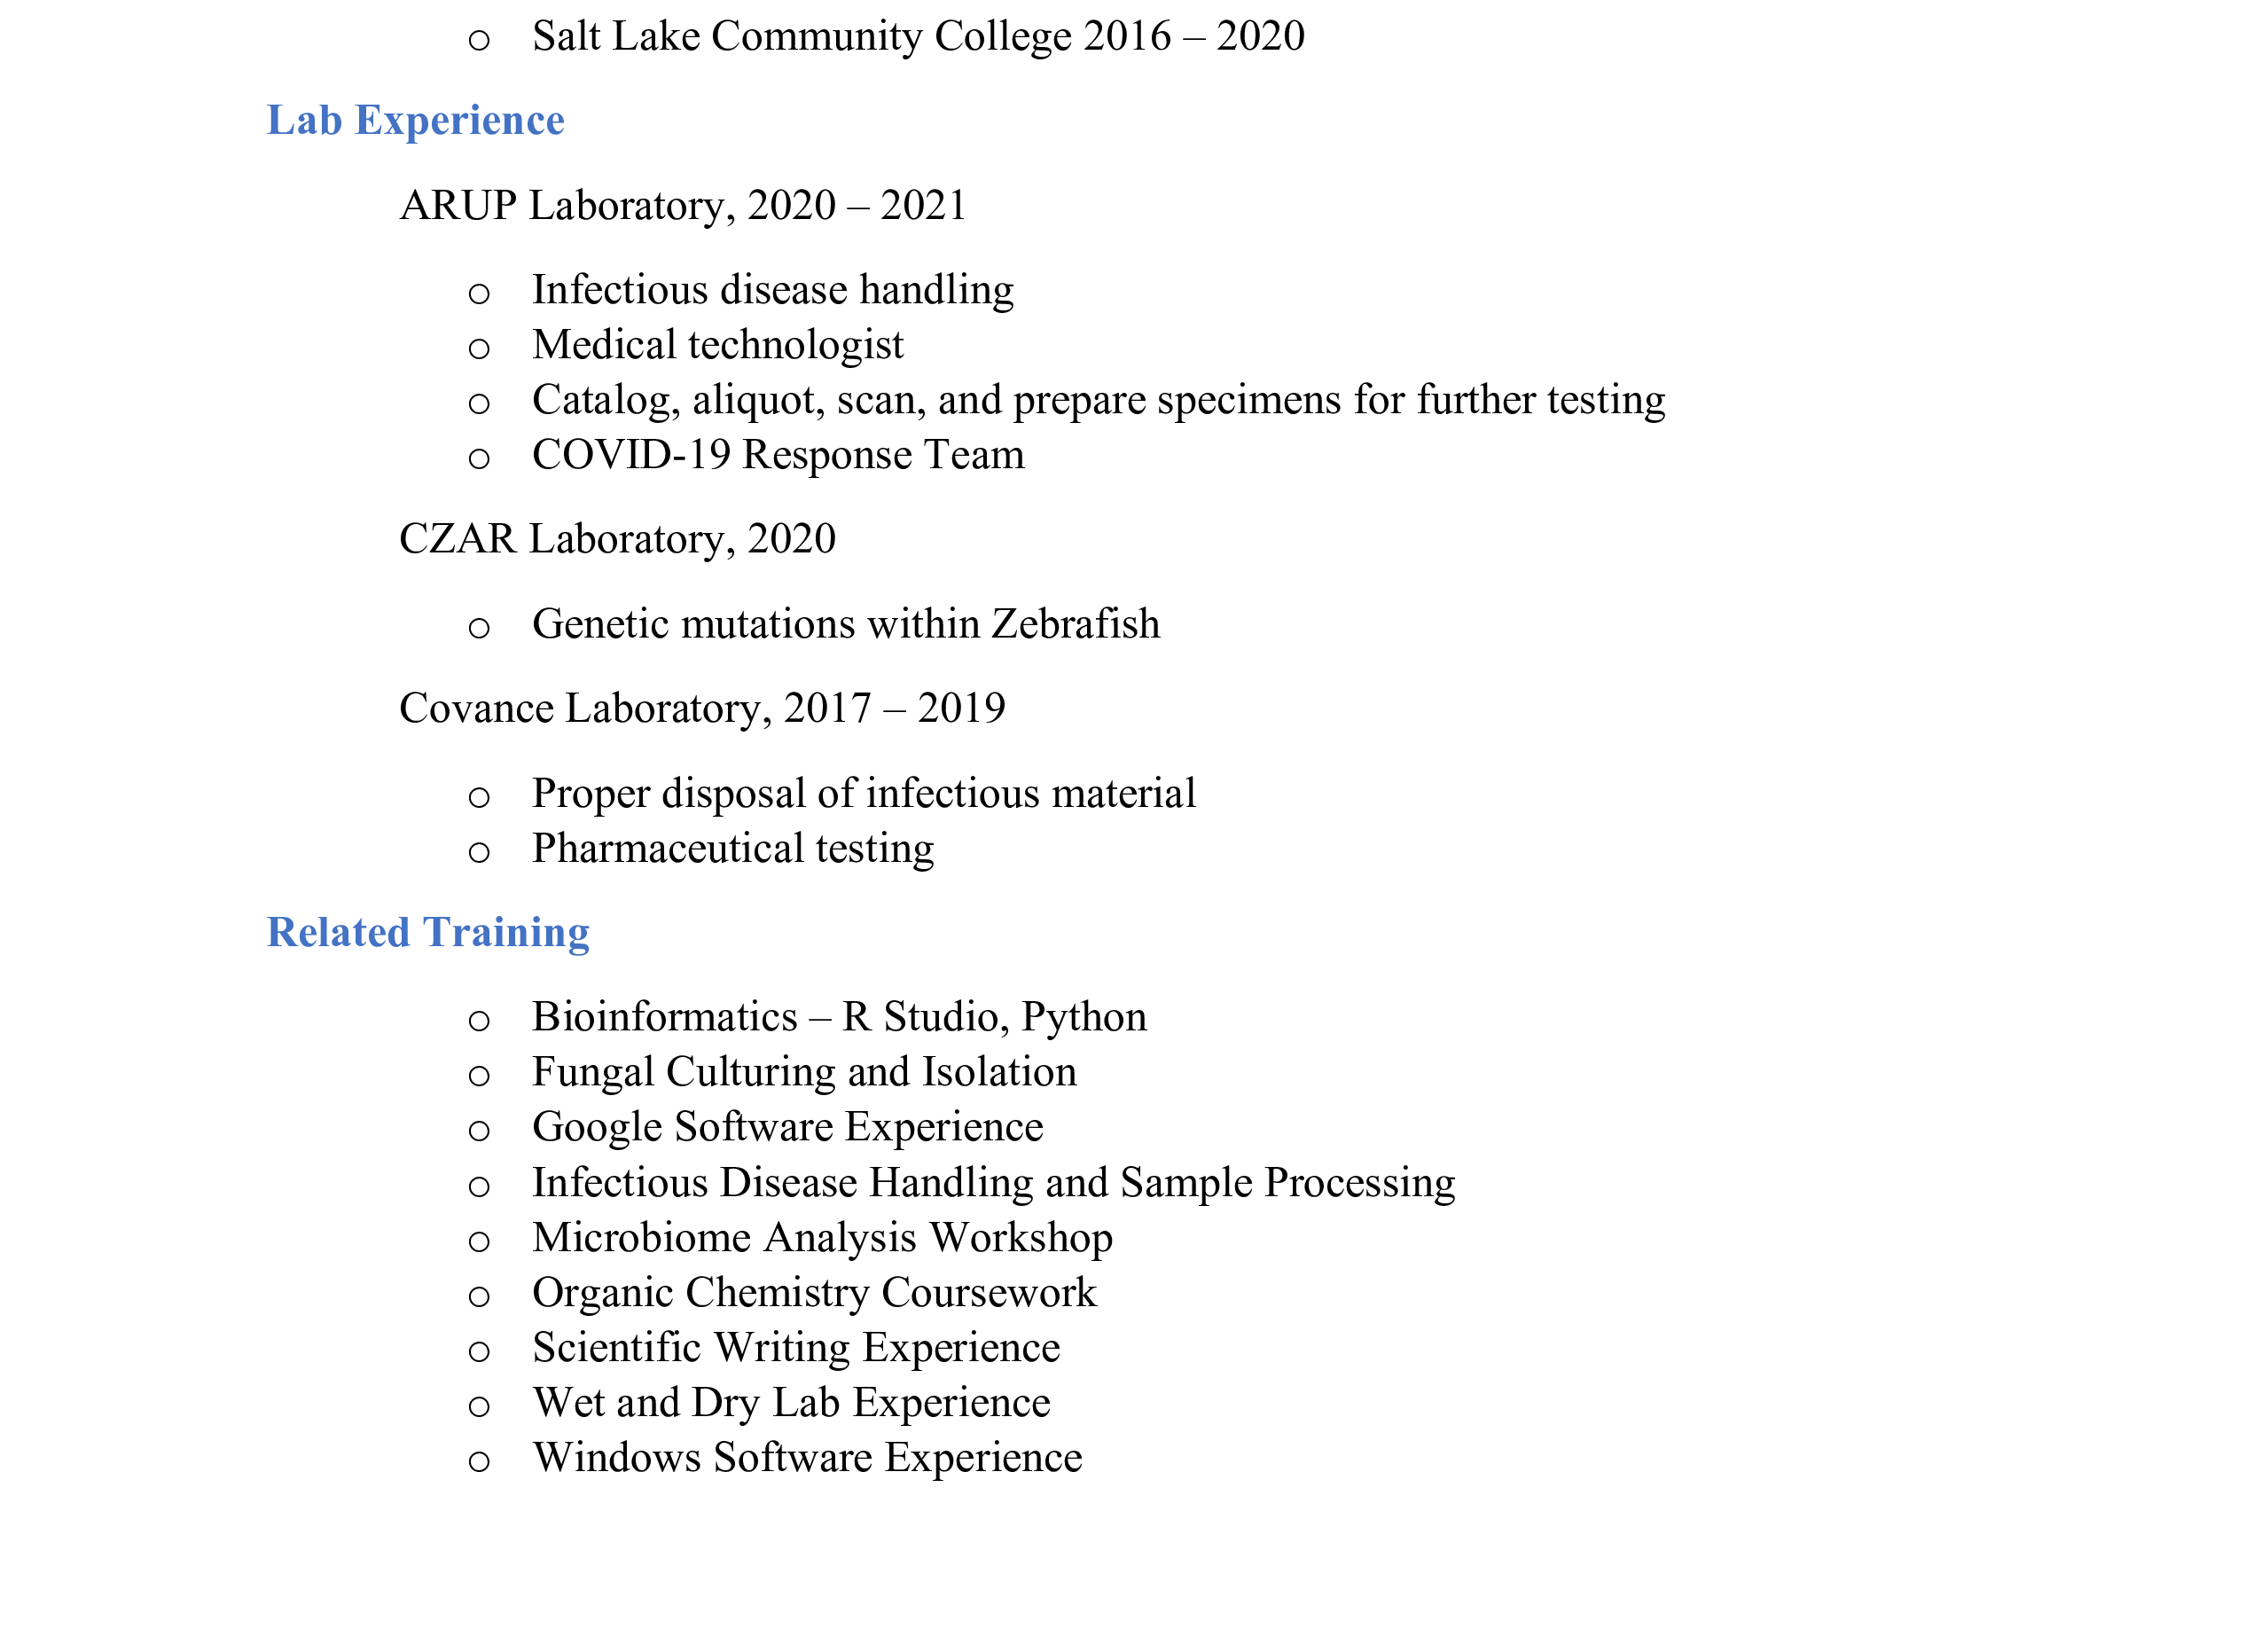 o Salt Lake Community College 2016 – 2020
Lab Experience
ARUP Laboratory, 2020 – 2021
o Infectious disease handling
o Medical technologist
o Catalog, aliquot, scan, and prepare specimens for further testing
o COVID-19 Response Team
CZAR Laboratory, 2020
o Genetic mutations within Zebrafish
Covance Laboratory, 2017 – 2019
o Proper disposal of infectious material
o Pharmaceutical testing
Related Training
o Bioinformatics – R Studio, Python
o Fungal Culturing and Isolation
o Google Software Experience
o Infectious Disease Handling and Sample Processing
o Microbiome Analysis Workshop
o Organic Chemistry Coursework
o Scientific Writing Experience
o Wet and Dry Lab Experience
o Windows Software Experience